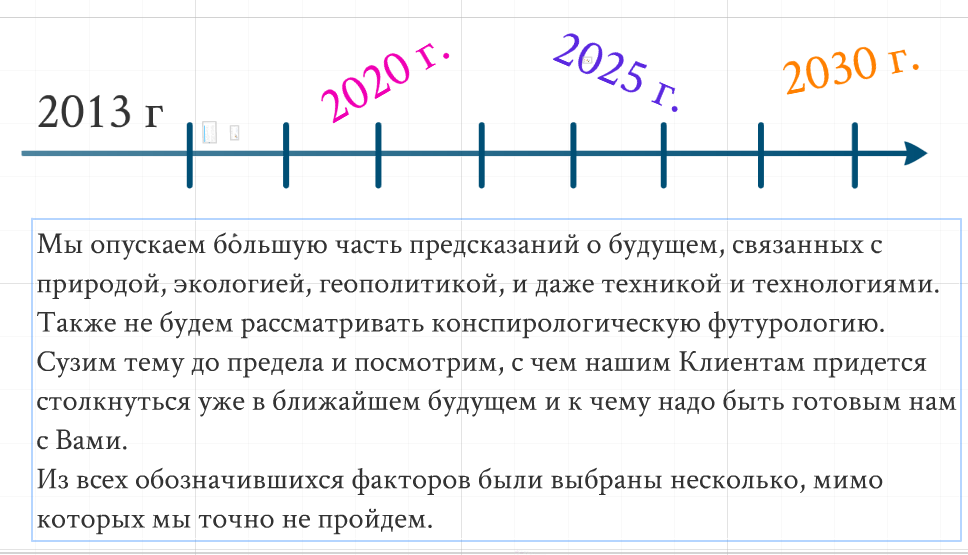 2013 г
2020 г.
2025 г.
2030 г.
Мы опускаем бо́льшую часть предсказаний о будущем, связанных с
природой, экологией, геополитикой, и даже техникой и технологиями.
Также не будем рассматривать конспирологическую футурологию.
Сузим тему до предела и посмотрим, с чем нашим Клиентам придется
столкнуться уже в ближайшем будущем и к чему надо быть готовым нам
с Вами.
Из всех обозначившихся факторов были выбраны несколько, мимо
которых мы точно не пройдем.